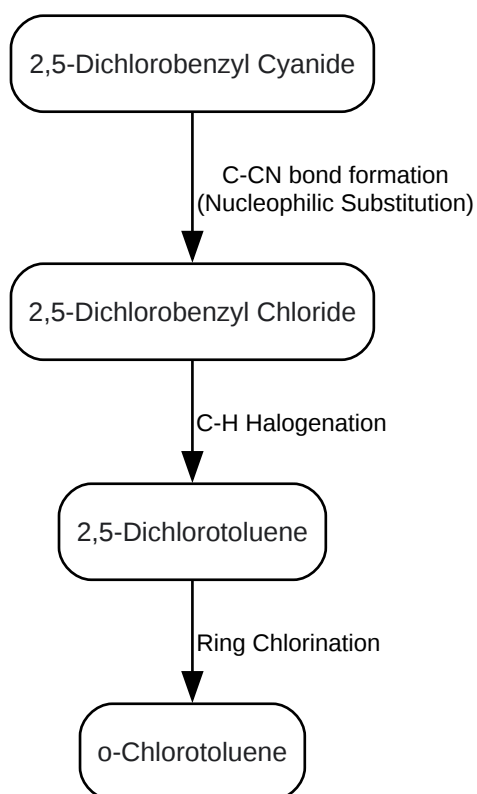 2,5-Dichlorobenzyl Cyanide
C-CN bond formation
(Nucleophilic Substitution)
2,5-Dichlorobenzyl Chloride
C-H Halogenation
2,5-Dichlorotoluene
Ring Chlorination
o-Chlorotoluene